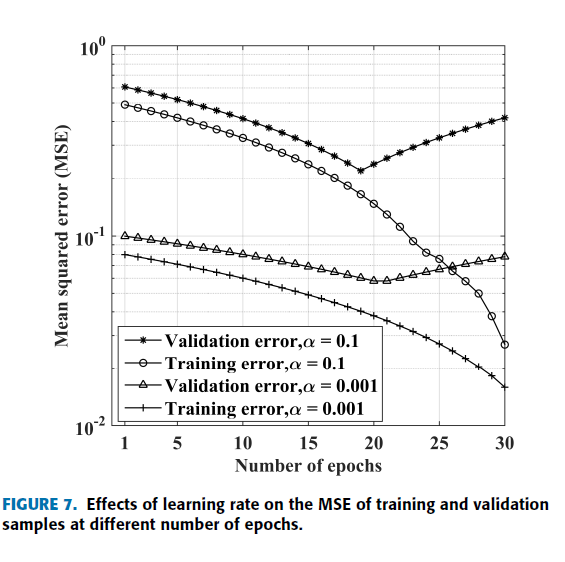 10^0
10^-1
10^-2
Mean squared error (MSE)
Validation error,α = 0.1
Training error,α = 0.1
Validation error,α = 0.001
Training error,α = 0.001
1 5 10 15 20 25 30
Number of epochs
FIGURE 7. Effects of learning rate on the MSE of training and validation
samples at different number of epochs.